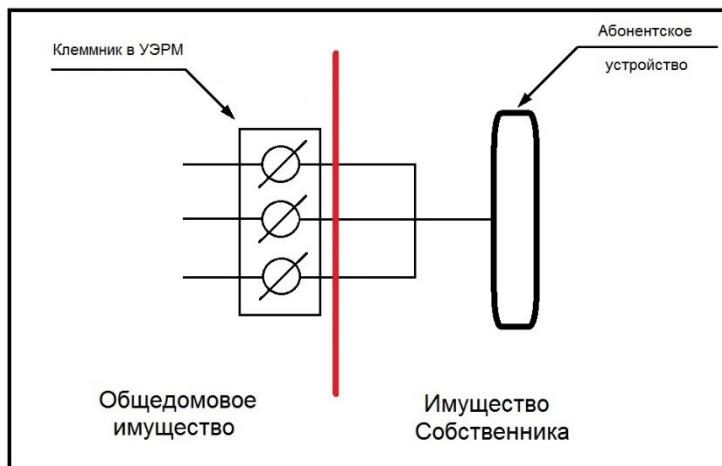 Клеммник в УЭРМ
Абонентское
устройство
Общедомовое
имущество
Имущество
Собственника